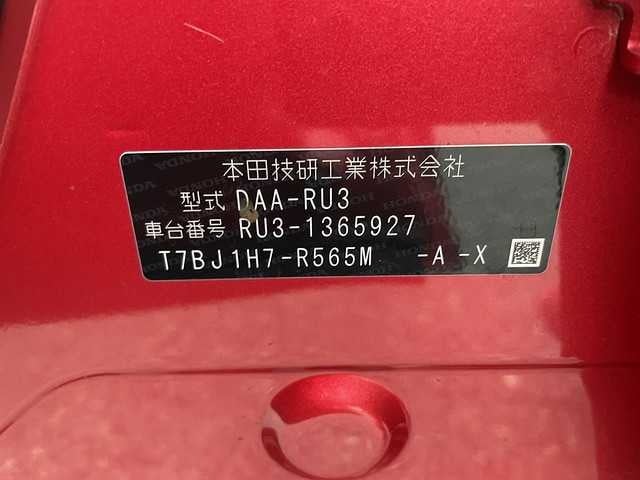 本田技研工業株式会社
型式 DAA-RU3
車台番号 RU3-1365927
T7BJ1H7-R565M -A -X